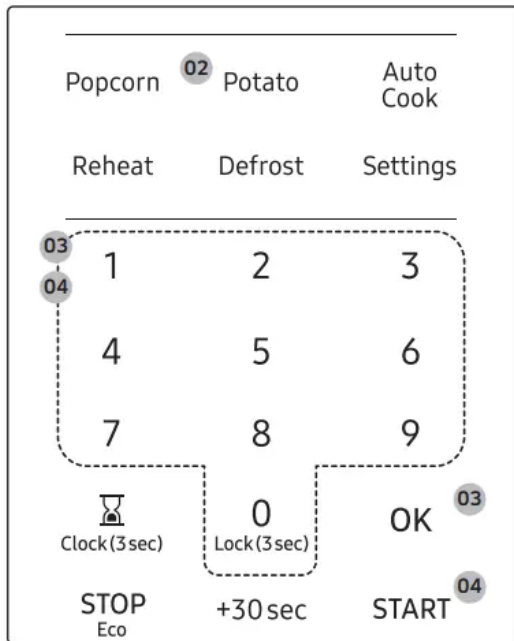 02
Popcorn Potato Auto Cook
Reheat Defrost Settings
03
1 2 3
04
4 5 6
7 8 9
0 OK 03
Clock(3 sec) Lock(3 sec)
04
STOP +30 sec START
Eco